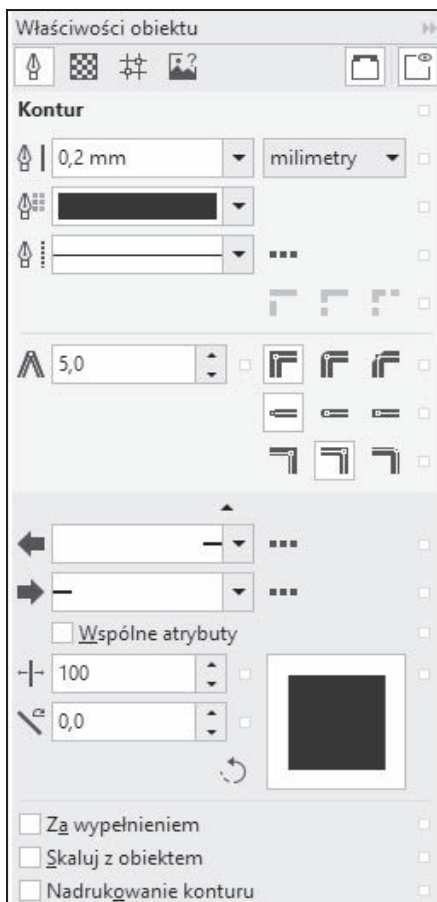 Właściwości obiektu
Kontur
0,2 mm milimetry
5,0
Wspólne atrybuty
100
0,0
Za wypełnieniem
Skaluj z obiektem
Nadrukowanie konturu